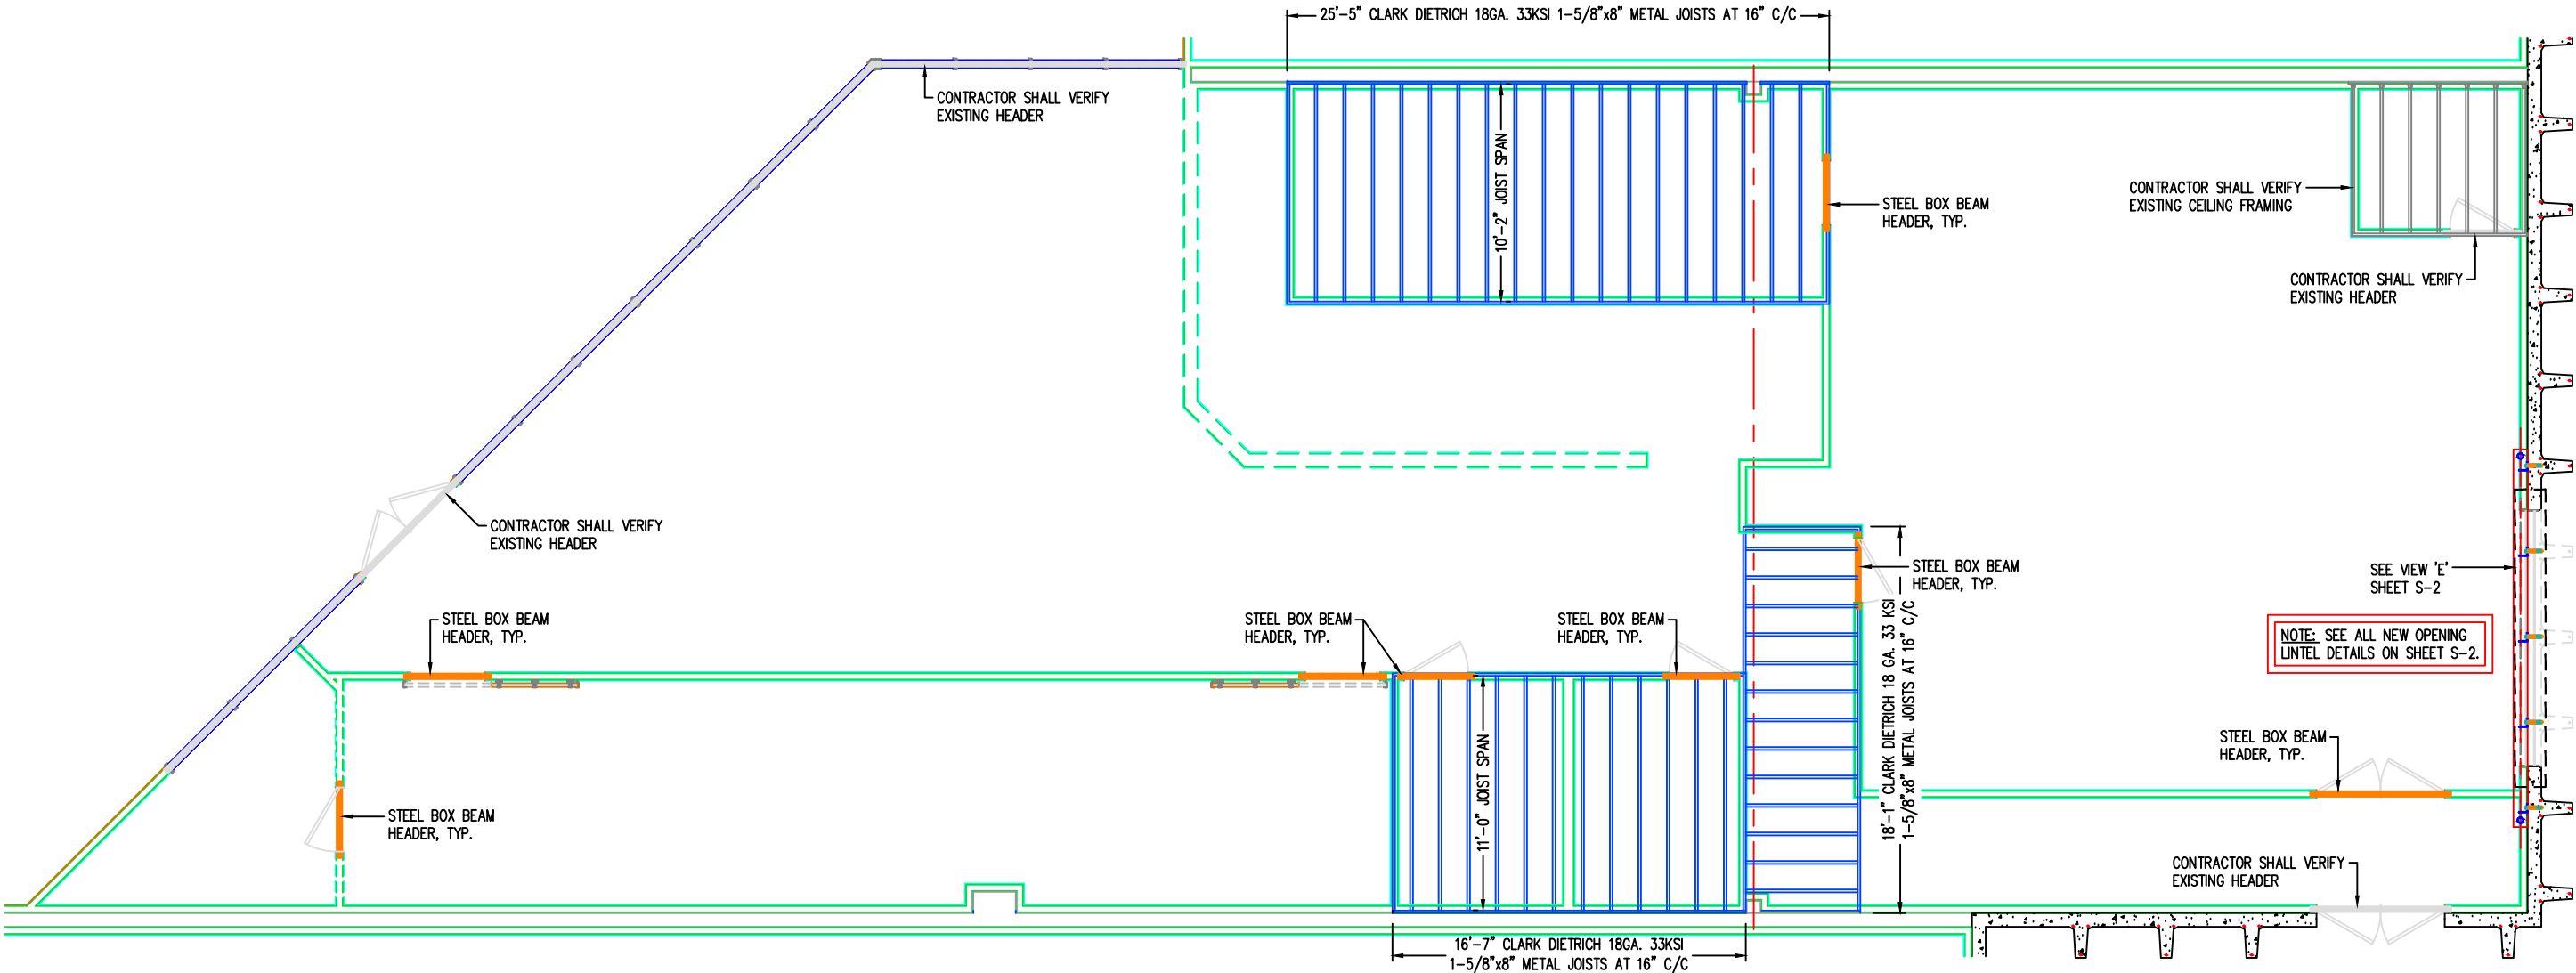 25'-5" CLARK DIETRICH 18GA. 33KSI 1-5/8"x8" METAL JOISTS AT 16" C/C
CONTRACTOR SHALL VERIFY
EXISTING HEADER
10'-2" JOIST SPAN
STEEL BOX BEAM
HEADER, TYP.
CONTRACTOR SHALL VERIFY
EXISTING CEILING FRAMING
CONTRACTOR SHALL VERIFY
EXISTING HEADER
CONTRACTOR SHALL VERIFY
EXISTING HEADER
STEEL BOX BEAM
HEADER, TYP.
SEE VIEW 'E'
SHEET S-2
STEEL BOX BEAM
HEADER, TYP.
STEEL BOX BEAM
HEADER, TYP.
STEEL BOX BEAM
HEADER, TYP.
NOTE: SEE ALL NEW OPENING
LINTEL DETAILS ON SHEET S-2.
18'-1" CLARK DIETRICH 18 GA. 33 KSI
1-5/8"x8" METAL JOISTS AT 16" C/C
11'-0" JOIST SPAN
STEEL BOX BEAM
HEADER, TYP.
STEEL BOX BEAM
HEADER, TYP.
CONTRACTOR SHALL VERIFY
EXISTING HEADER
16'-7" CLARK DIETRICH 18GA. 33KSI
1-5/8"x8" METAL JOISTS AT 16" C/C